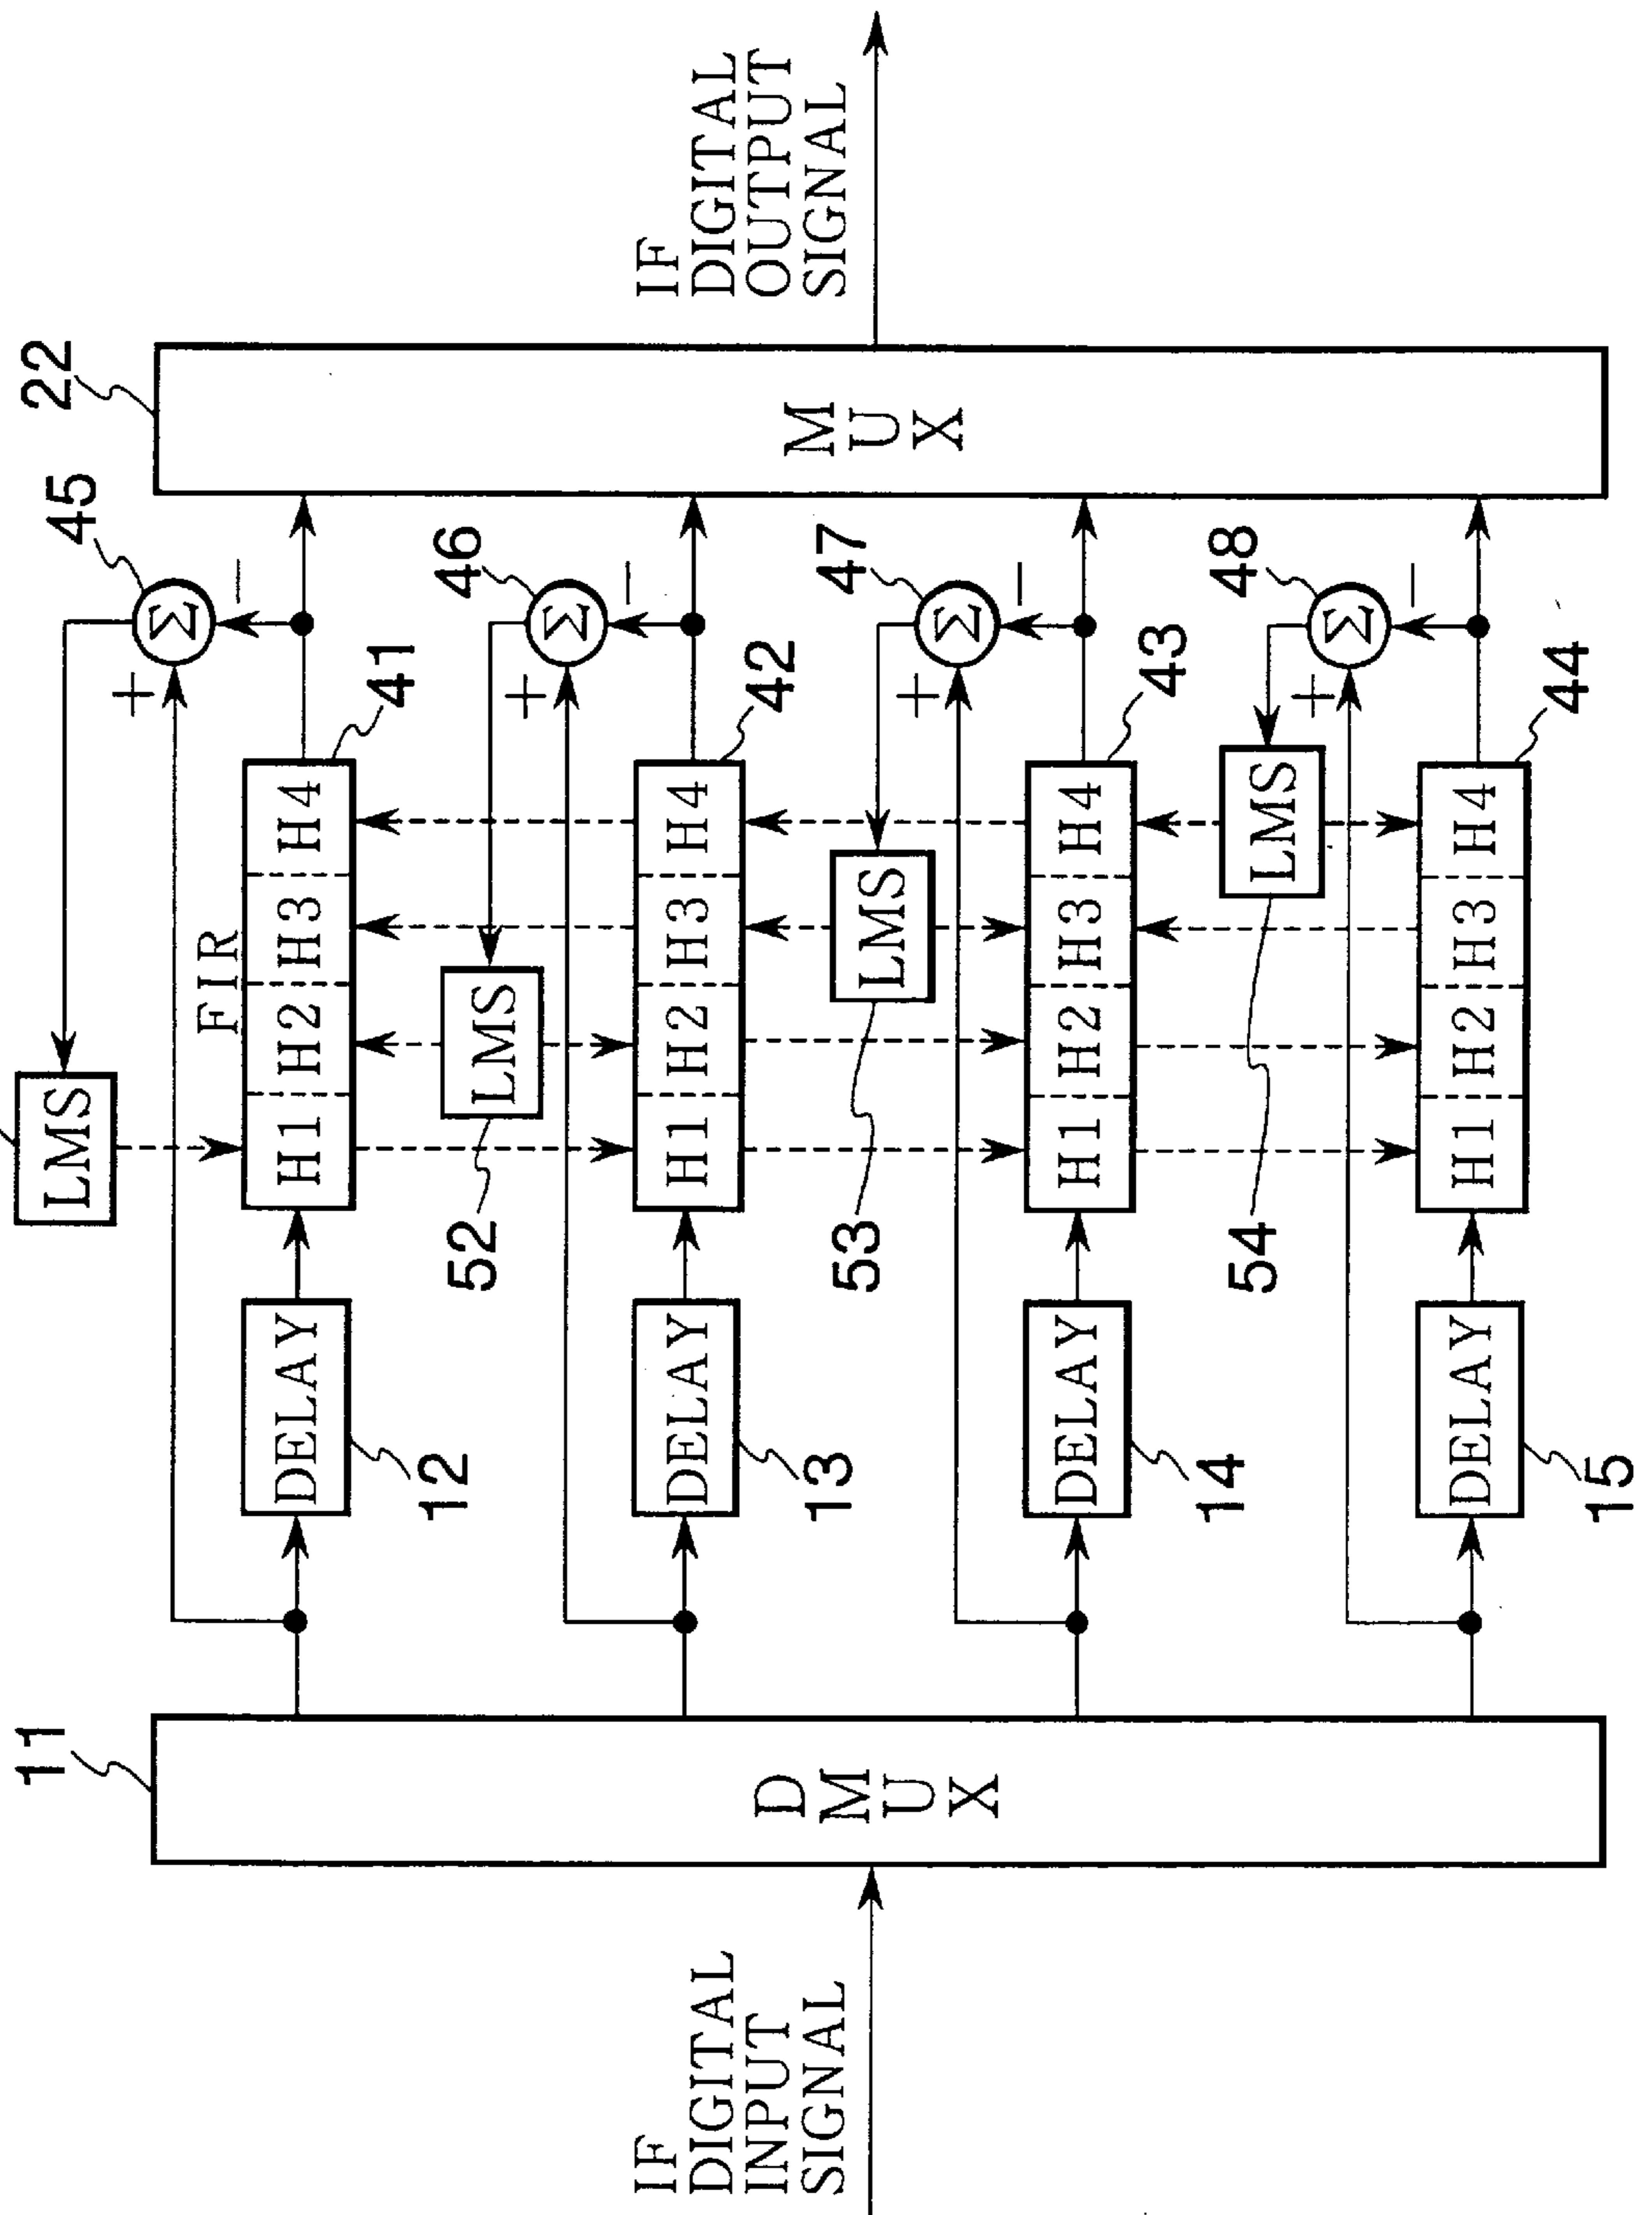 IF
DIGITAL
INPUT
SIGNAL
11
D
M
U
X
DELAY
12
DELAY
13
DELAY
14
DELAY
15
LMS
FIR
H1 H2 H3 H4
41
+
−
Σ
45
LMS
52
H1 H2 H3 H4
42
+
−
Σ
46
LMS
53
H1 H2 H3 H4
43
+
−
Σ
47
LMS
54
H1 H2 H3 H4
44
+
−
Σ
48
22
M
U
X
IF
DIGITAL
OUTPUT
SIGNAL